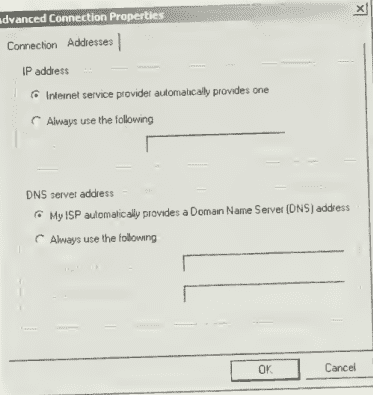 Advanced Connection Properties
Connection Addresses
IP address
Internet service provider automatically provides one
Always use the following
DNS server address
My ISP automatically provides a Domain Name Server (DNS) address
Always use the following
OK Cancel